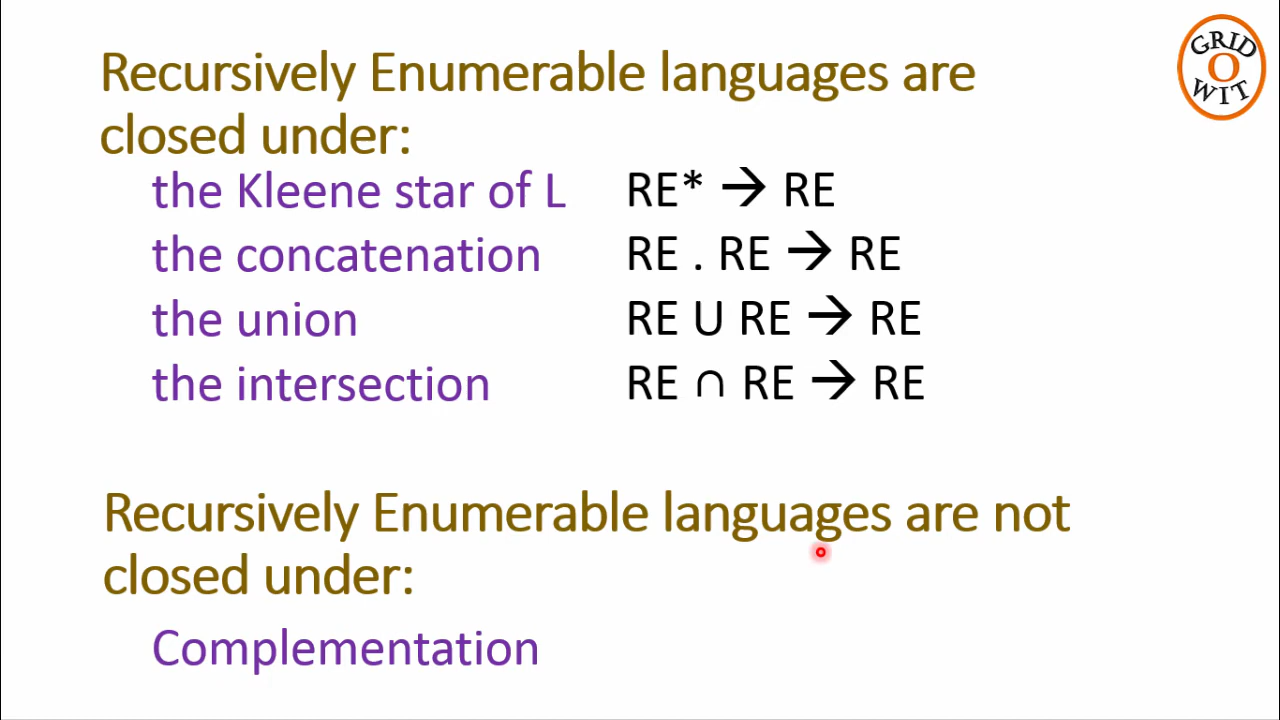 GRID
O
WIT
Recursively Enumerable languages are
closed under:
the Kleene star of L RE* → RE
the concatenation RE . RE → RE
the union RE U RE → RE
the intersection RE ∩ RE → RE
Recursively Enumerable languages are not
closed under:
Complementation